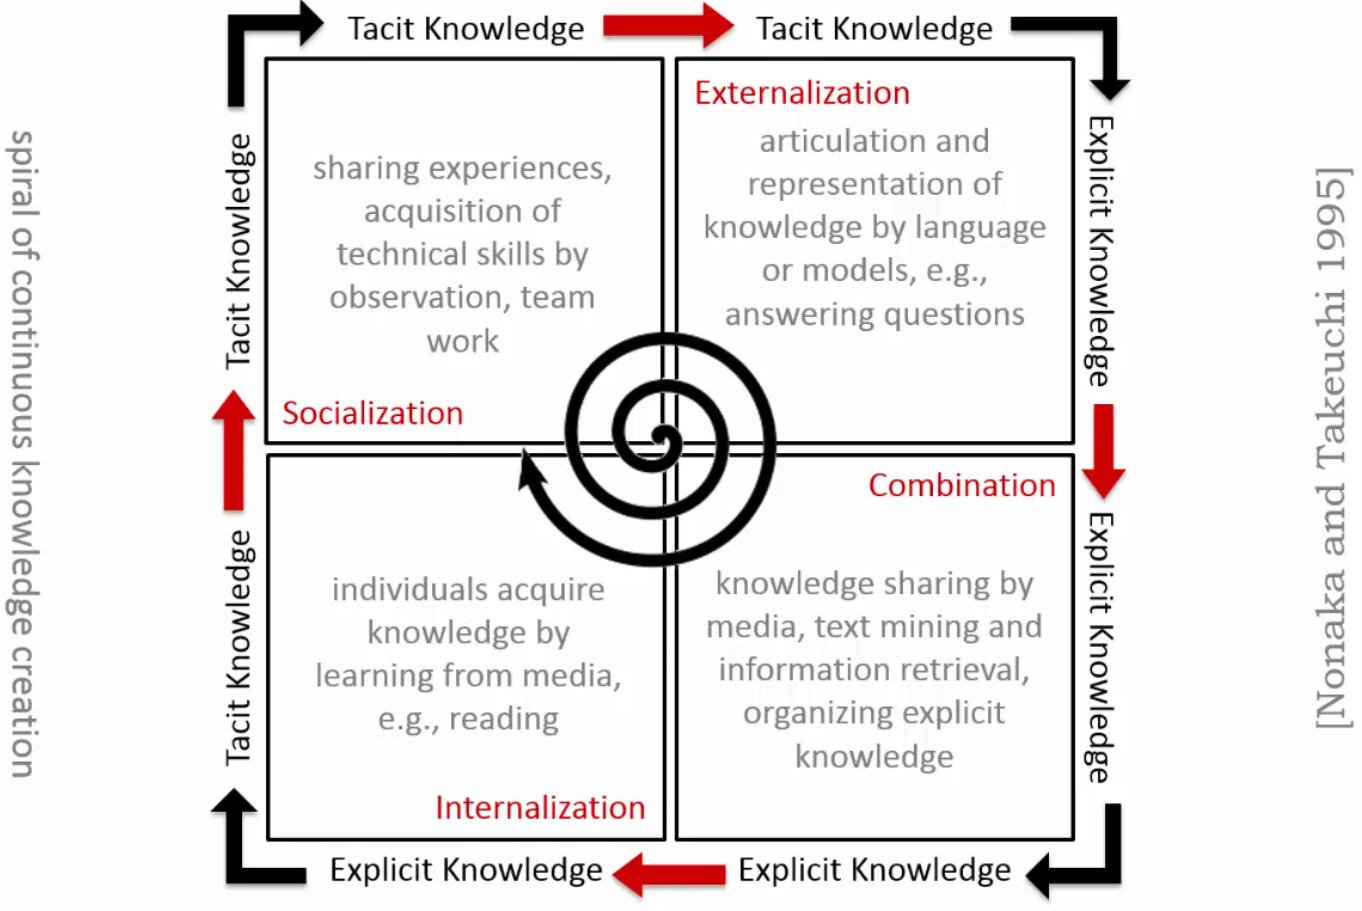 Tacit Knowledge
Tacit Knowledge
Tacit Knowledge
sharing experiences,
acquisition of
technical skills by
observation, team
work
Socialization
Externalization
articulation and
representation of
knowledge by language
or models, e.g.,
answering questions
Explicit Knowledge
Tacit Knowledge
individuals acquire
knowledge by
learning from media,
e.g., reading
Internalization
Combination
knowledge sharing by
media, text mining and
information retrieval,
organizing explicit
knowledge
Explicit Knowledge
Explicit Knowledge
Explicit Knowledge
spiral of continuous knowledge creation
[Nonaka and Takeuchi 1995]